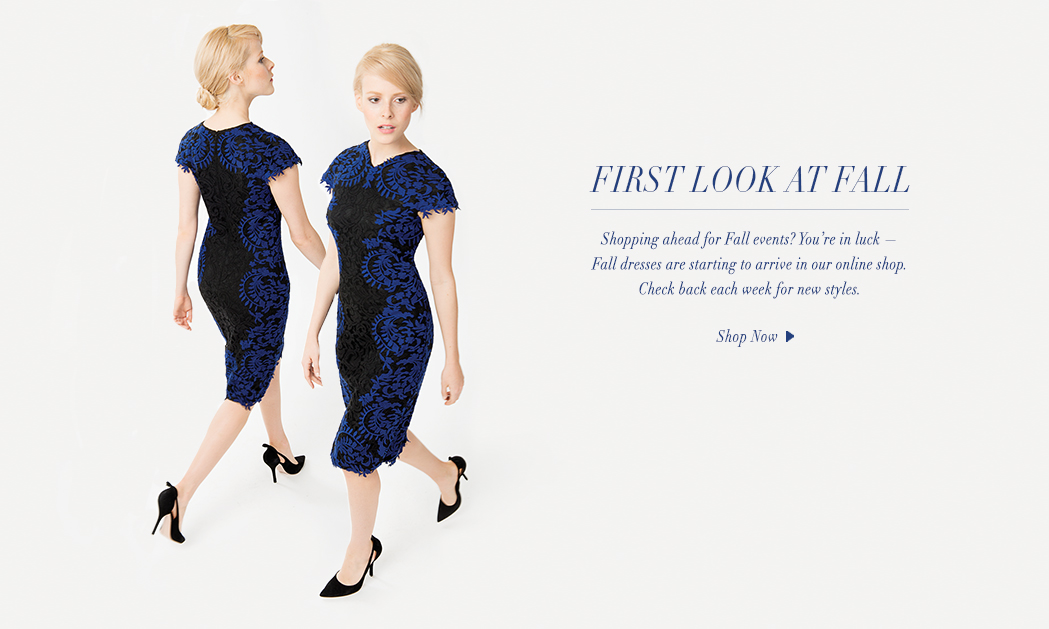 FIRST LOOK AT FALL
Shopping ahead for Fall events? You're in luck —
Fall dresses are starting to arrive in our online shop.
Check back each week for new styles.
Shop Now